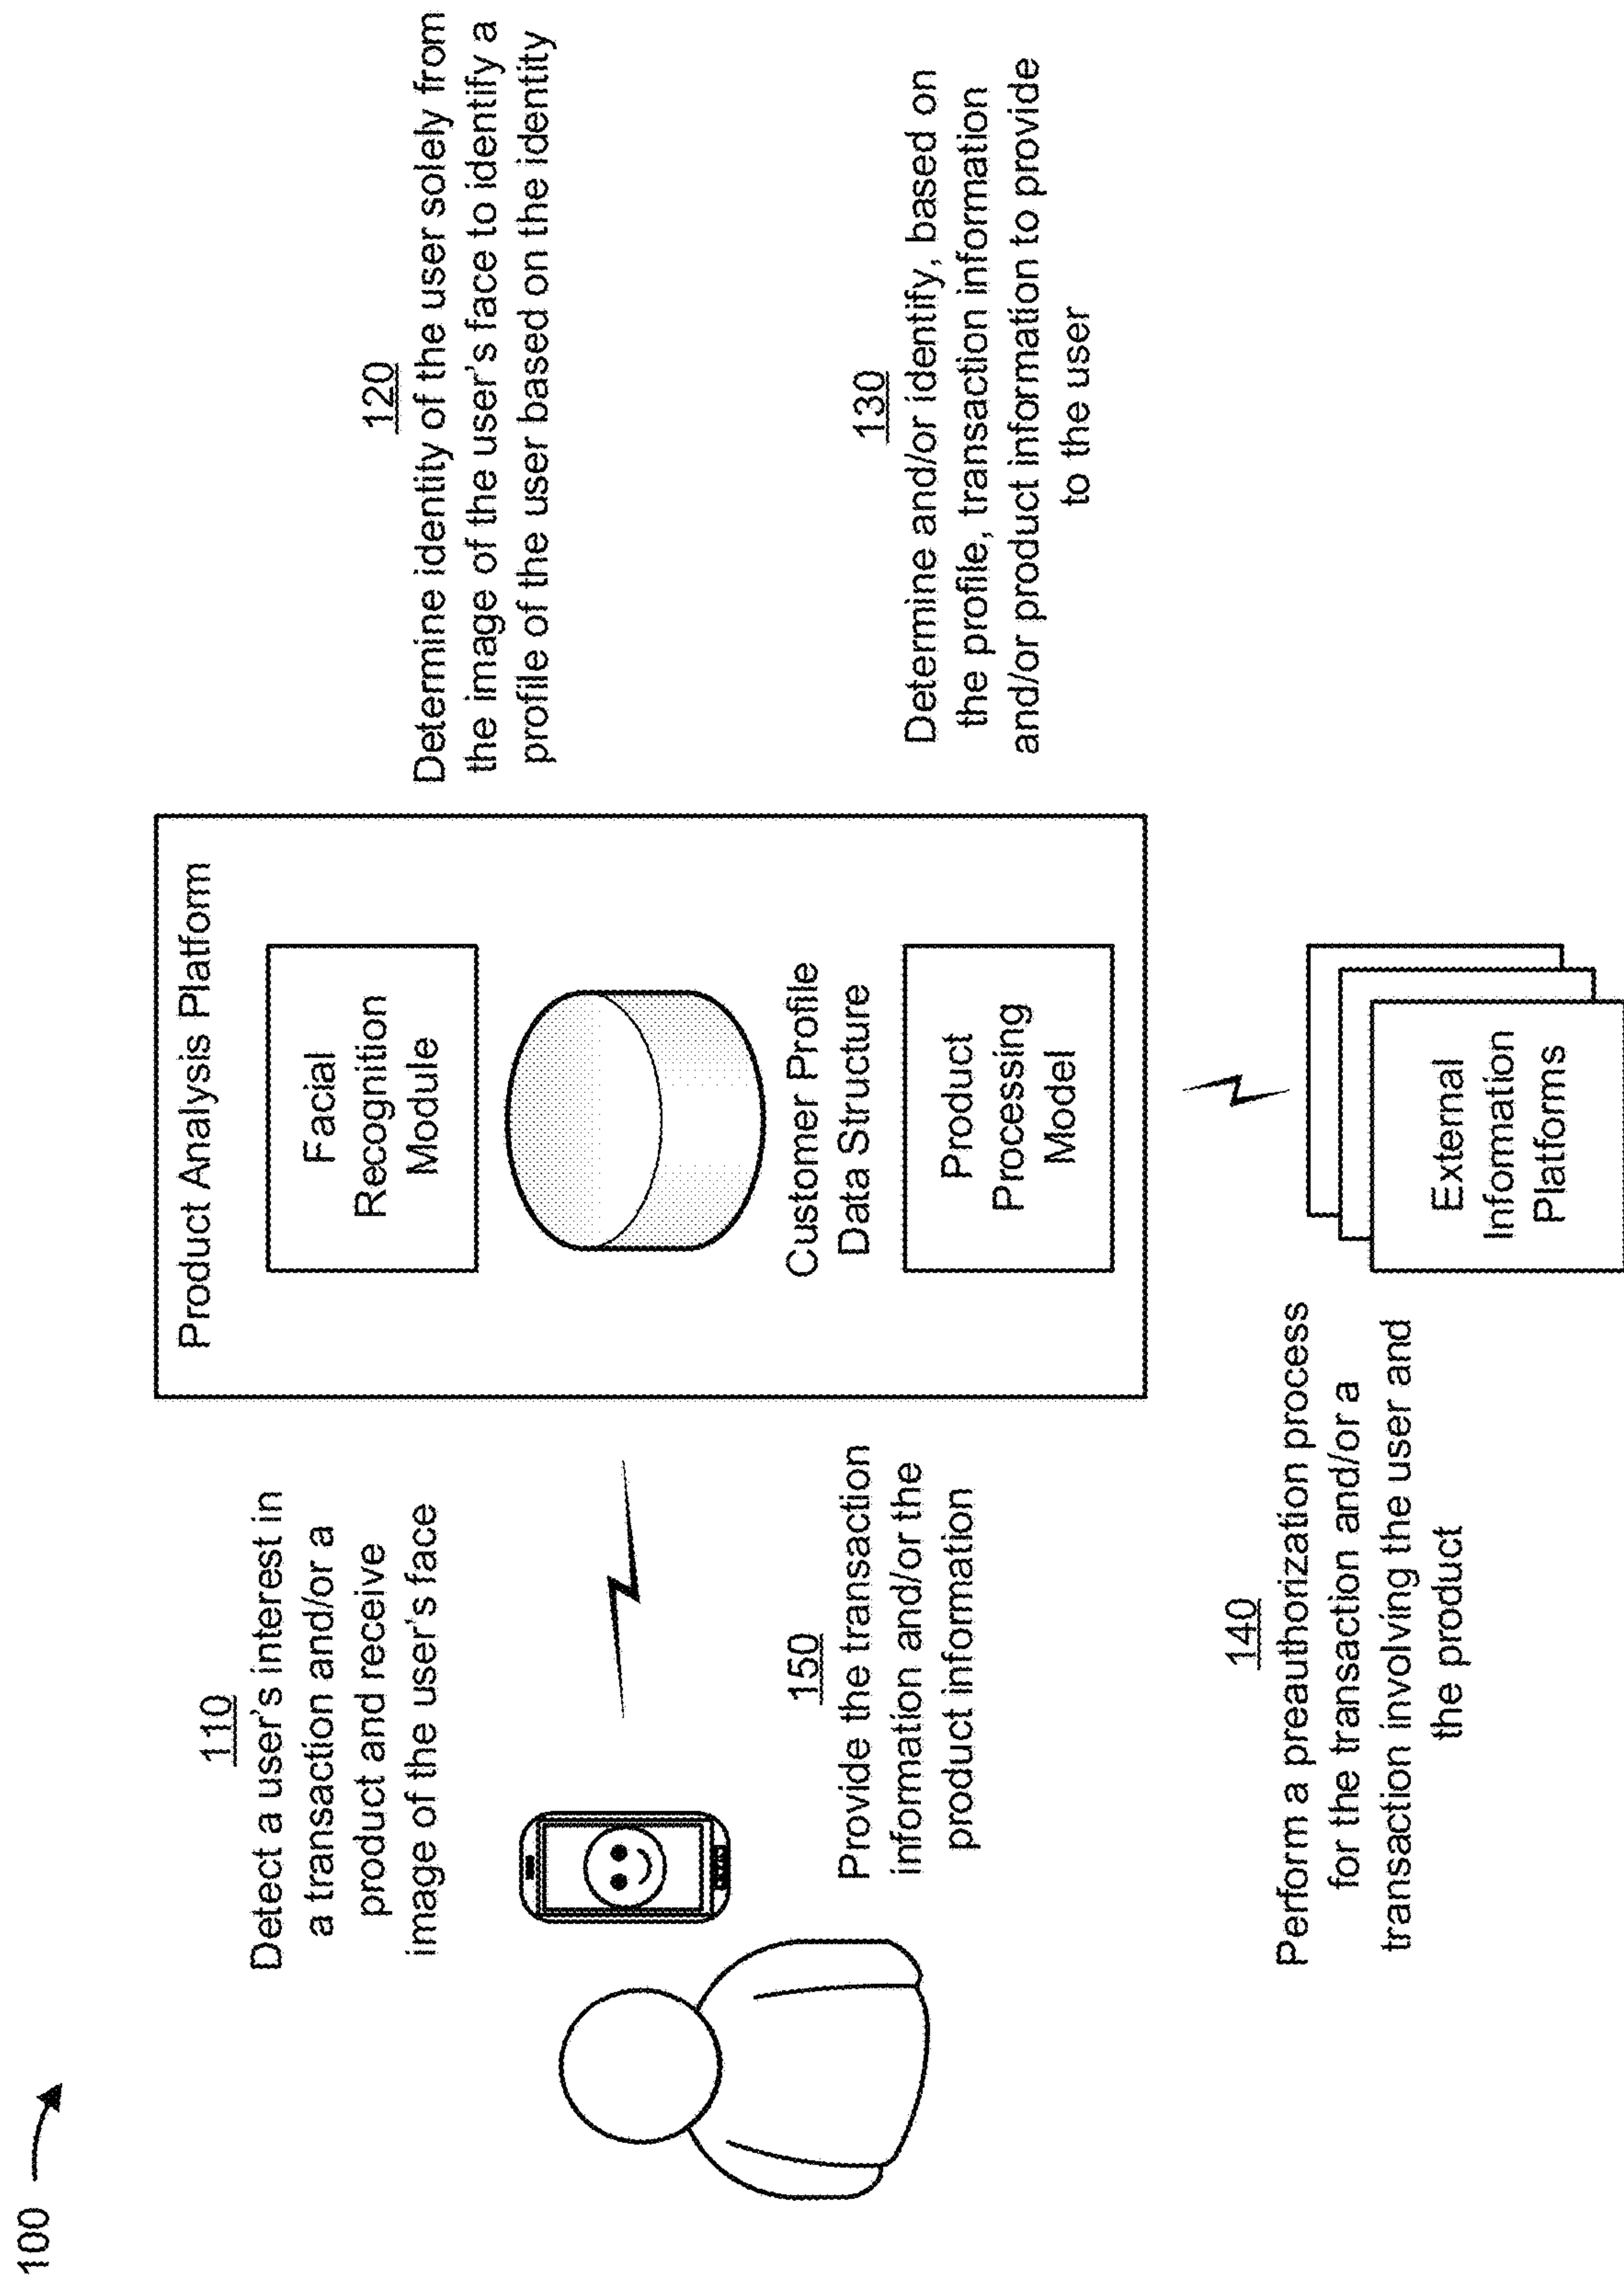 100
110
Detect a user's interest in
a transaction and/or a
product and receive
image of the user's face
Product Analysis Platform
Facial
Recognition
Module
Customer Profile
Data Structure
Product
Processing
Model
120
Determine identity of the user solely from
the image of the user's face to identify a
profile of the user based on the identity
130
Determine and/or identify, based on
the profile, transaction information
and/or product information to provide
to the user
150
Provide the transaction
information and/or the
product information
140
Perform a preauthorization process
for the transaction and/or a
transaction involving the user and
the product
External
Information
Platforms